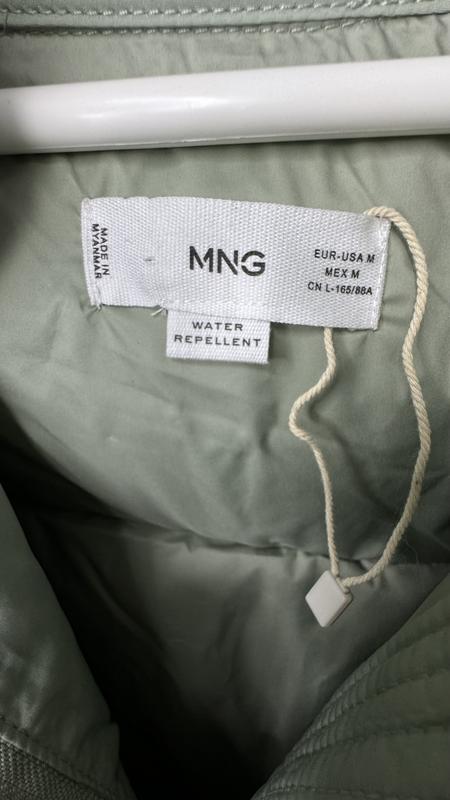 MADE IN
MYANMAR
MNG
EUR-USA M
MEX M
CN L-165/88A
WATER
REPELLENT